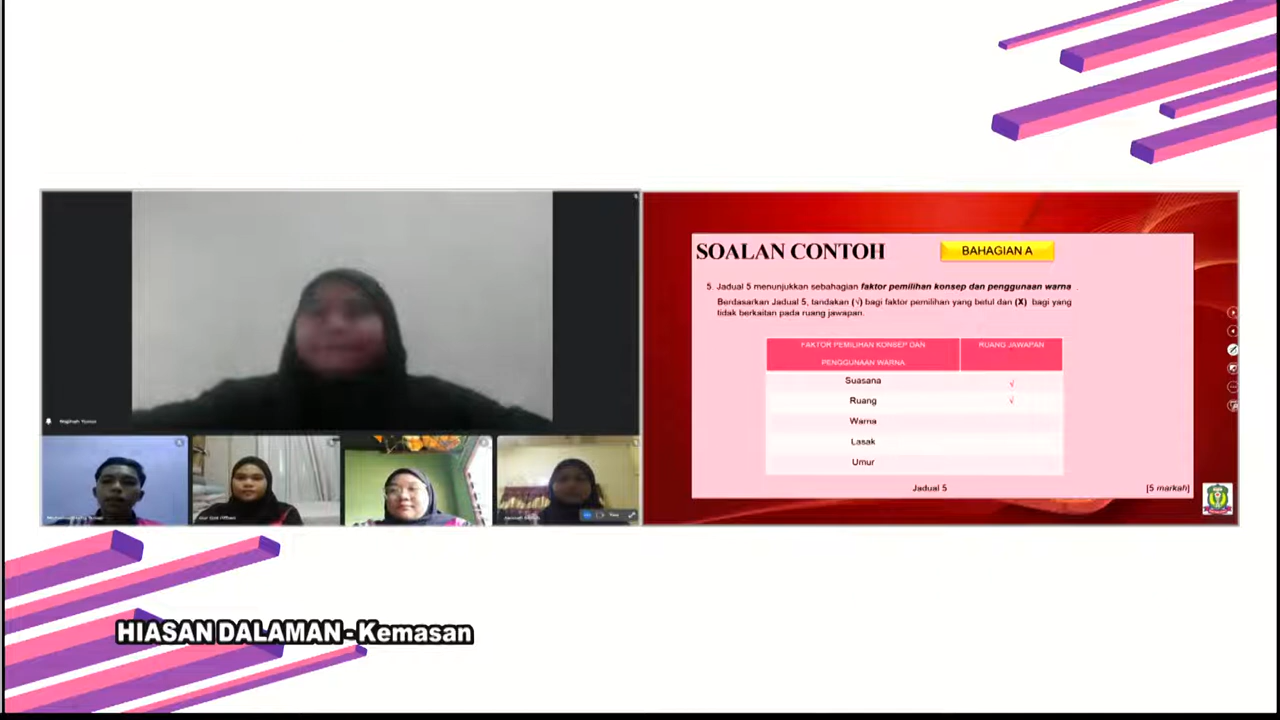 SOALAN CONTOH
BAHAGIAN A
5. Jadual 5 menunjukkan sebahagian faktor pemilihan konsep dan penggunaan warna .
Berdasarkan Jadual 5, tandakan (√) bagi faktor pemilihan yang betul dan (X) bagi yang
tidak berkaitan pada ruang jawapan.
FAKTOR PEMILIHAN KONSEP DAN
PENGGUNAAN WARNA
RUANG JAWAPAN
Suasana √
Ruang √
Warna
Lasak
Umur
Jadual 5
[5 markah]
HIASAN DALAMAN - Kemasan